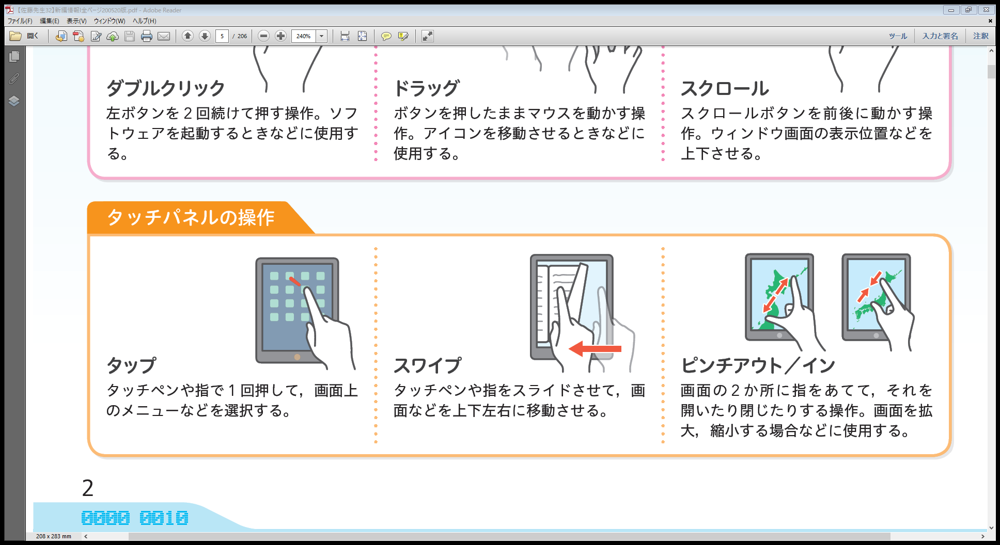 【佐藤先生32】新編情報Ⅰ全ページ200520版.pdf - Adobe Reader
ファイル(F) 編集(E) 表示(V) ウィンドウ(W) ヘルプ(H)
開く 5 / 206 240% ツール 入力と署名 注釈
ダブルクリック
左ボタンを2回続けて押す操作。ソフ
トウェアを起動するときなどに使用す
る。
ドラッグ
ボタンを押したままマウスを動かす操
作。アイコンを移動させるときなどに
使用する。
スクロール
スクロールボタンを前後に動かす操
作。ウィンドウ画面の表示位置などを
上下させる。
タッチパネルの操作
タップ
タッチペンや指で1回押して，画面上
のメニューなどを選択する。
スワイプ
タッチペンや指をスライドさせて，画
面などを上下左右に移動させる。
ピンチアウト／イン
画面の2か所に指をあてて，それを
開いたり閉じたりする操作。画面を拡
大，縮小する場合などに使用する。
2
0000 0010
208 x 283 mm